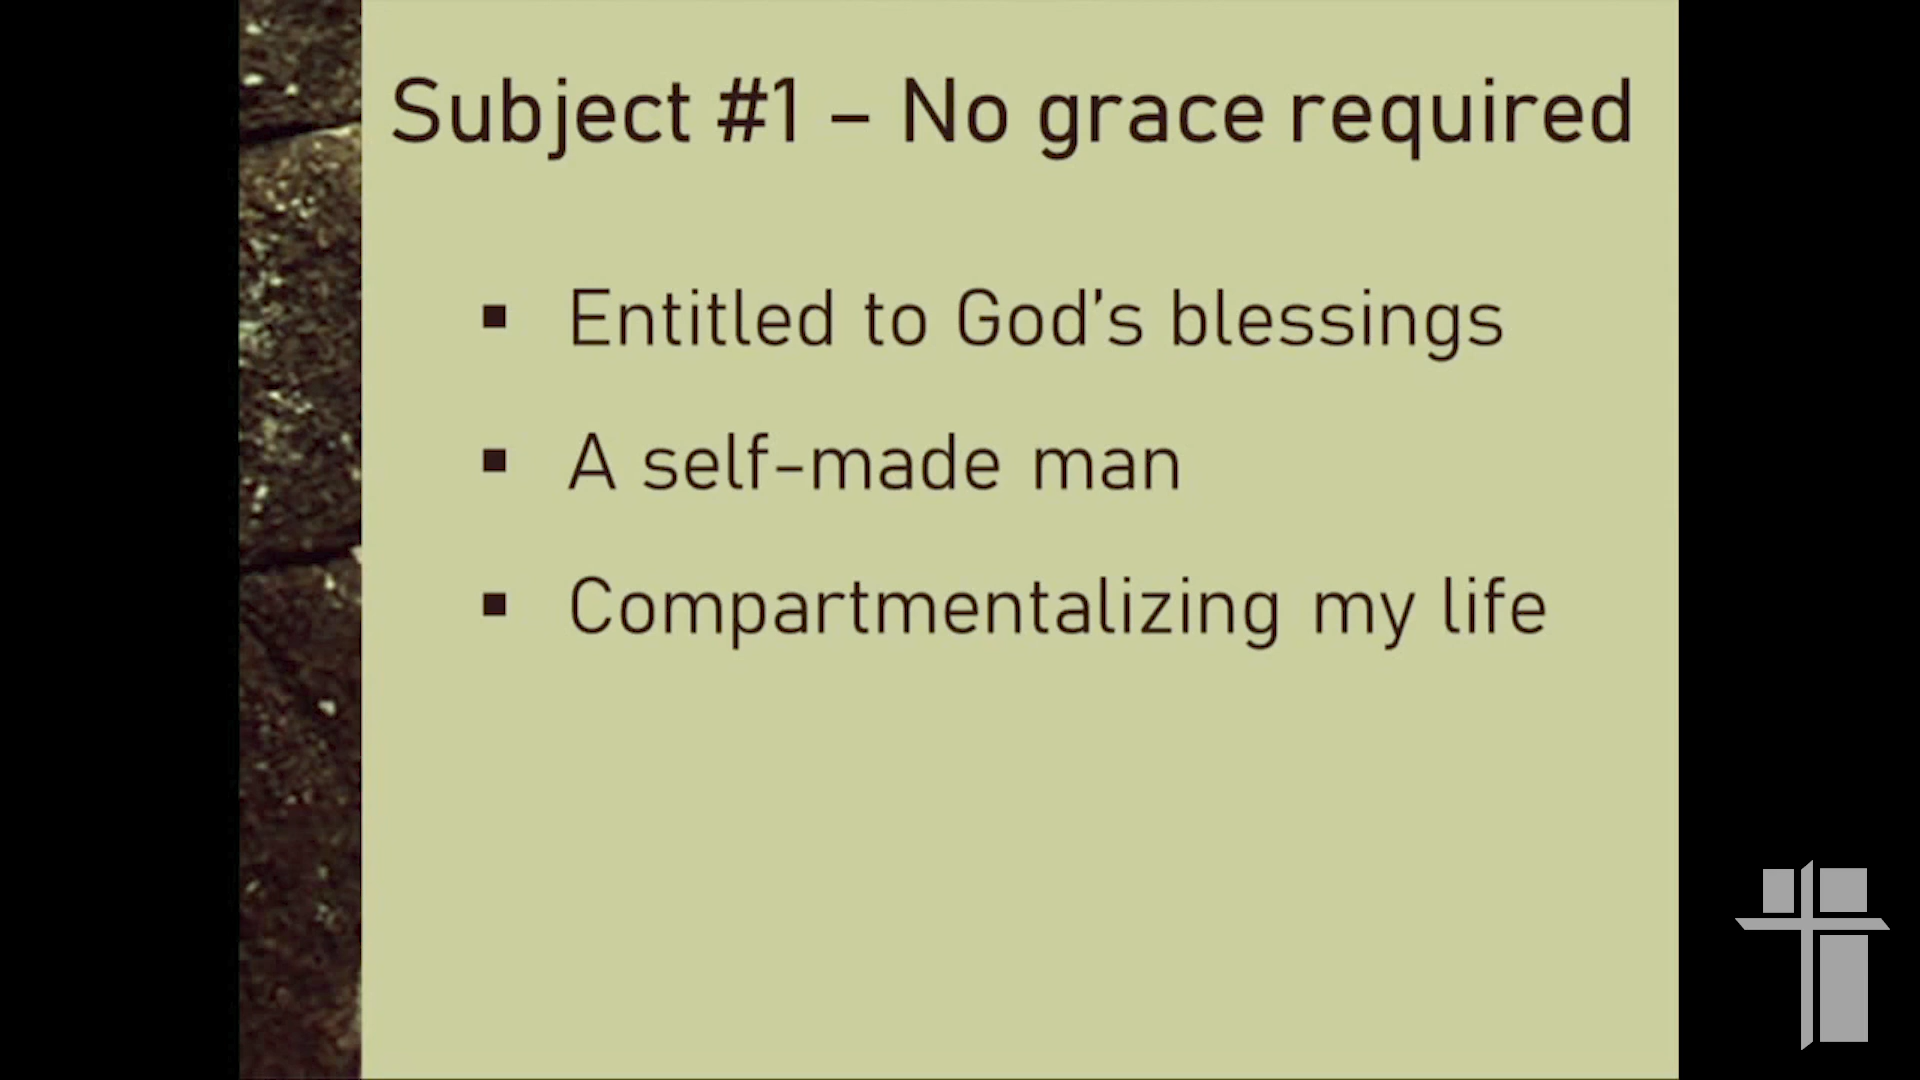 Subject #1 – No grace required
▪ Entitled to God’s blessings
▪ A self-made man
▪ Compartmentalizing my life